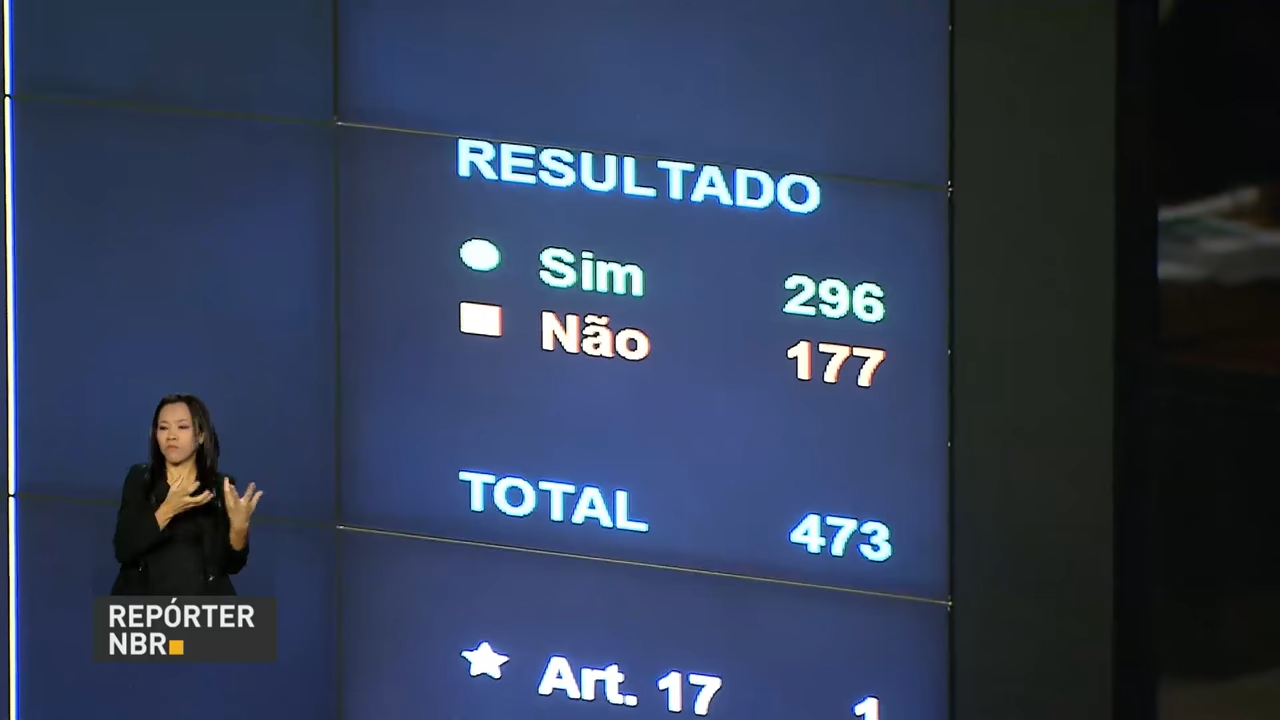 RESULTADO
Sim 296
Não 177
TOTAL 473
Art. 17 1
REPÓRTER
NBR